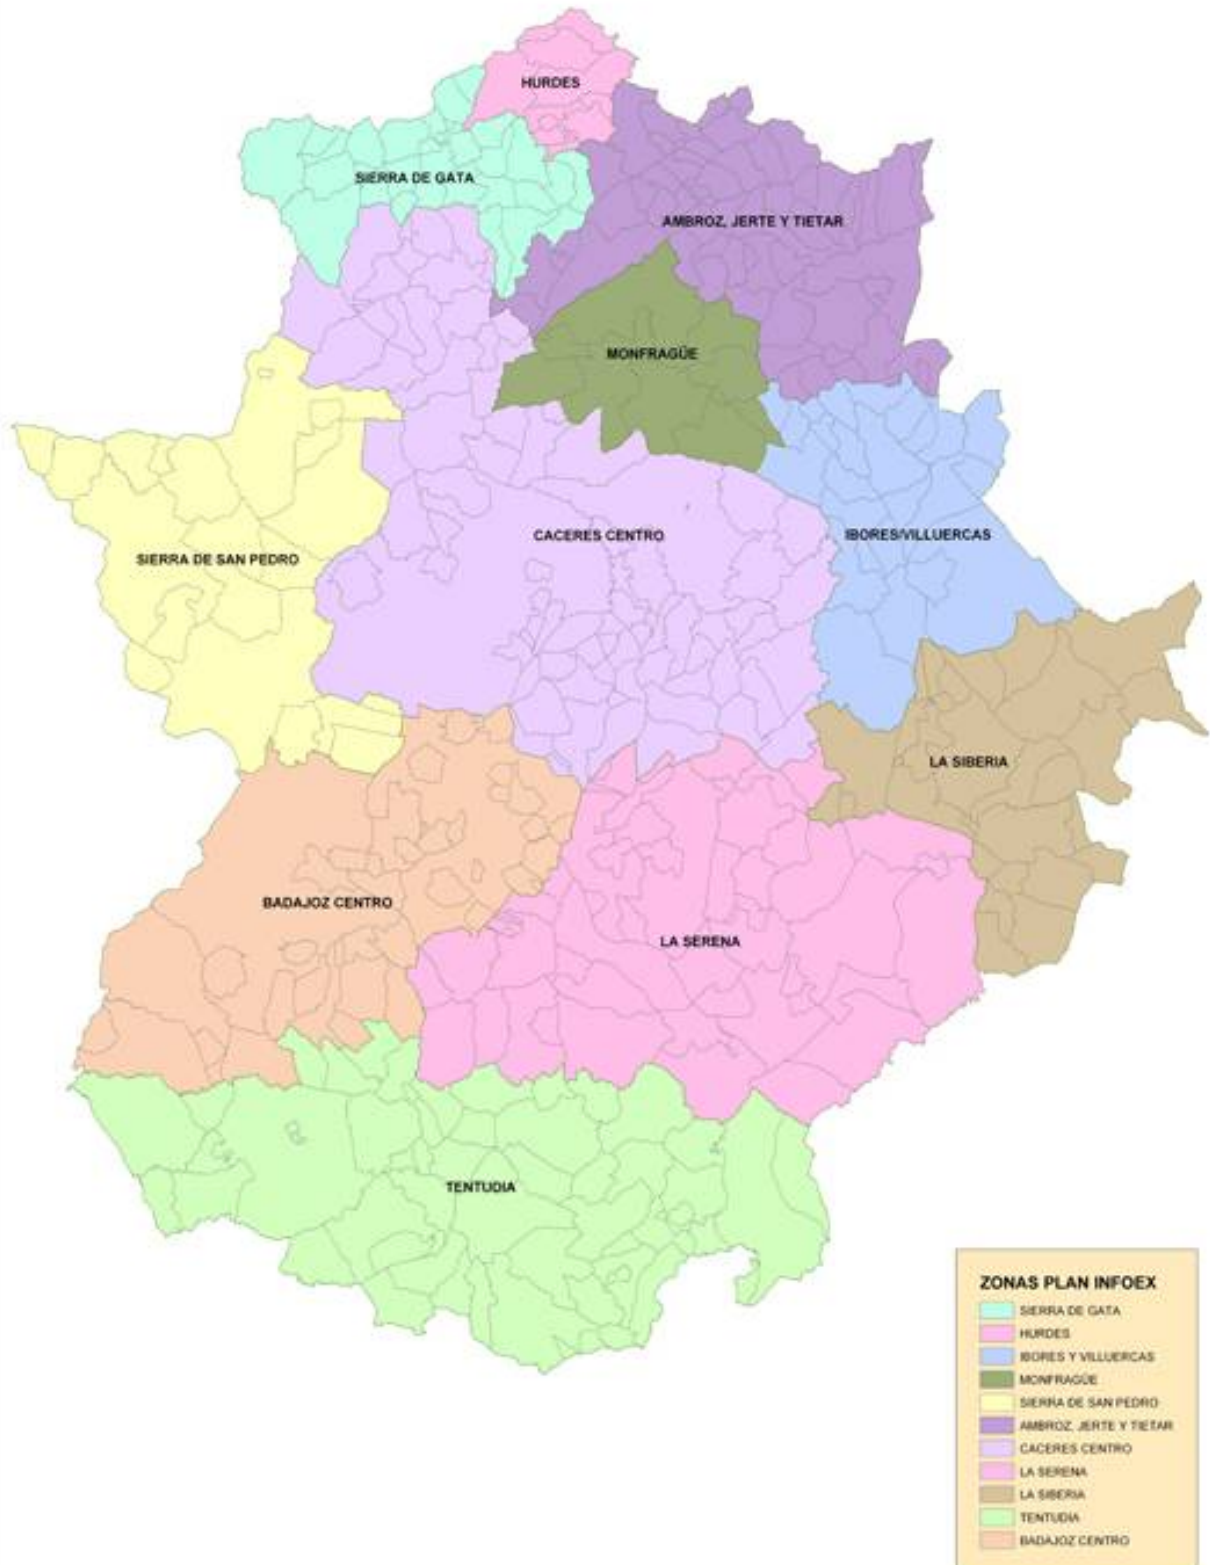 HURDES
SIERRA DE GATA
AMBROZ, JERTE Y TIETAR
MONFRAGÜE
CACERES CENTRO
IBORES/VILLUERCAS
SIERRA DE SAN PEDRO
LA SIBERIA
BADAJOZ CENTRO
LA SERENA
TENTUDIA
ZONAS PLAN INFOEX
SIERRA DE GATA
HURDES
IBORES Y VILLUERCAS
MONFRAGÜE
SIERRA DE SAN PEDRO
AMBROZ, JERTE Y TIETAR
CACERES CENTRO
LA SERENA
LA SIBERIA
TENTUDIA
BADAJOZ CENTRO